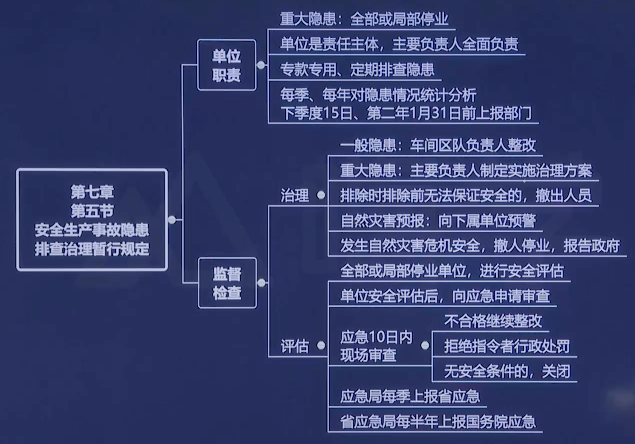 第七章
第五节
安全生产事故隐患
排查治理暂行规定
单位
职责
重大隐患：全部或局部停业
单位是责任主体，主要负责人全面负责
专款专用、定期排查隐患
每季、每年对隐患情况统计分析
下季度15日、第二年1月31日前上报部门
监督
检查
治理
一般隐患：车间区队负责人整改
重大隐患：主要负责人制定实施治理方案
排除时排除前无法保证安全的，撤出人员
自然灾害预报：向下属单位预警
发生自然灾害危机安全，撤人停业，报告政府
评估
全部或局部停业单位，进行安全评估
单位安全评估后，向应急申请审查
应急10日内
现场审查
不合格继续整改
拒绝指令者行政处罚
无安全条件的，关闭
应急局每季上报省应急
省应急局每半年上报国务院应急